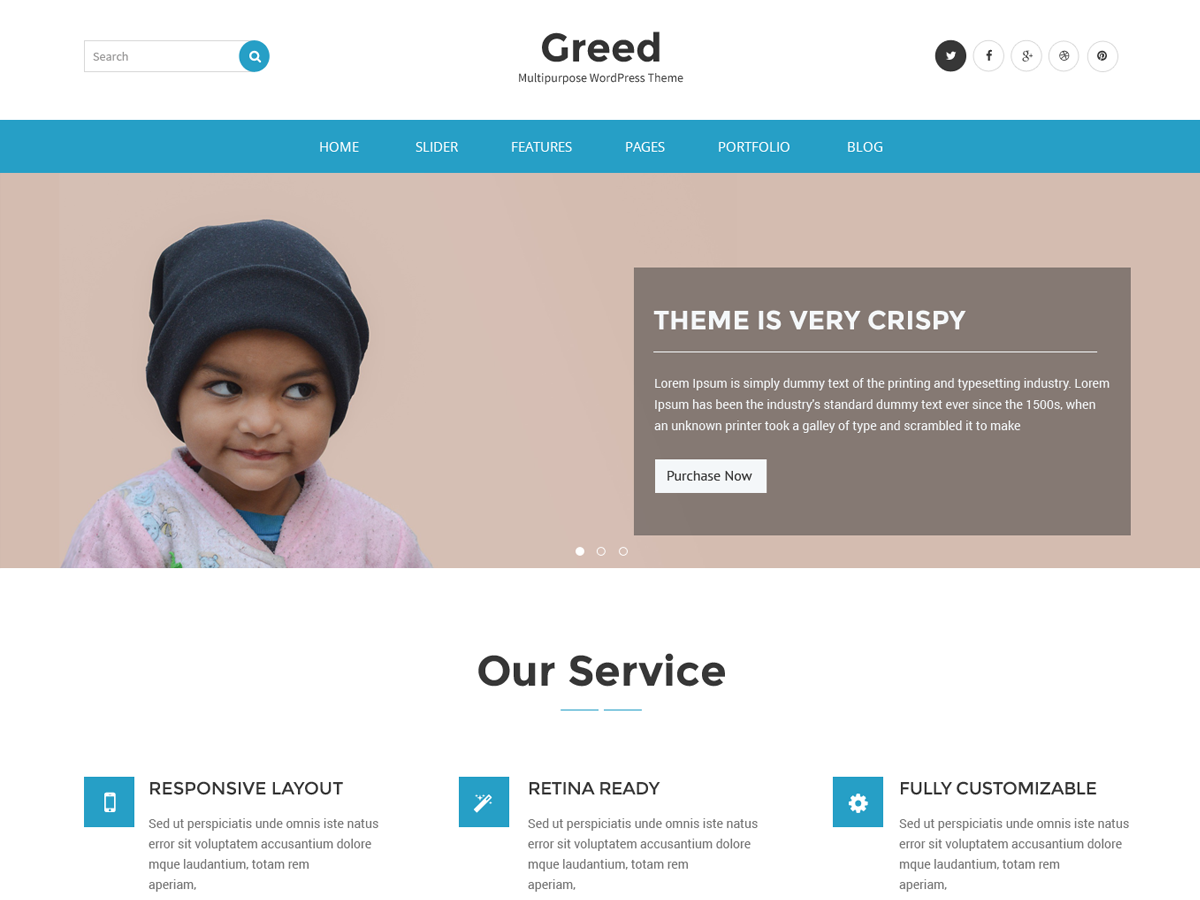 Search
Greed
Multipurpose WordPress Theme
HOME SLIDER FEATURES PAGES PORTFOLIO BLOG
THEME IS VERY CRISPY
Lorem Ipsum is simply dummy text of the printing and typesetting industry. Lorem
Ipsum has been the industry's standard dummy text ever since the 1500s, when
an unknown printer took a galley of type and scrambled it to make
Purchase Now
Our Service
RESPONSIVE LAYOUT
Sed ut perspiciatis unde omnis iste natus
error sit voluptatem accusantium dolore
mque laudantium, totam rem
aperiam,
RETINA READY
Sed ut perspiciatis unde omnis iste natus
error sit voluptatem accusantium dolore
mque laudantium, totam rem
aperiam,
FULLY CUSTOMIZABLE
Sed ut perspiciatis unde omnis iste natus
error sit voluptatem accusantium dolore
mque laudantium, totam rem
aperiam,